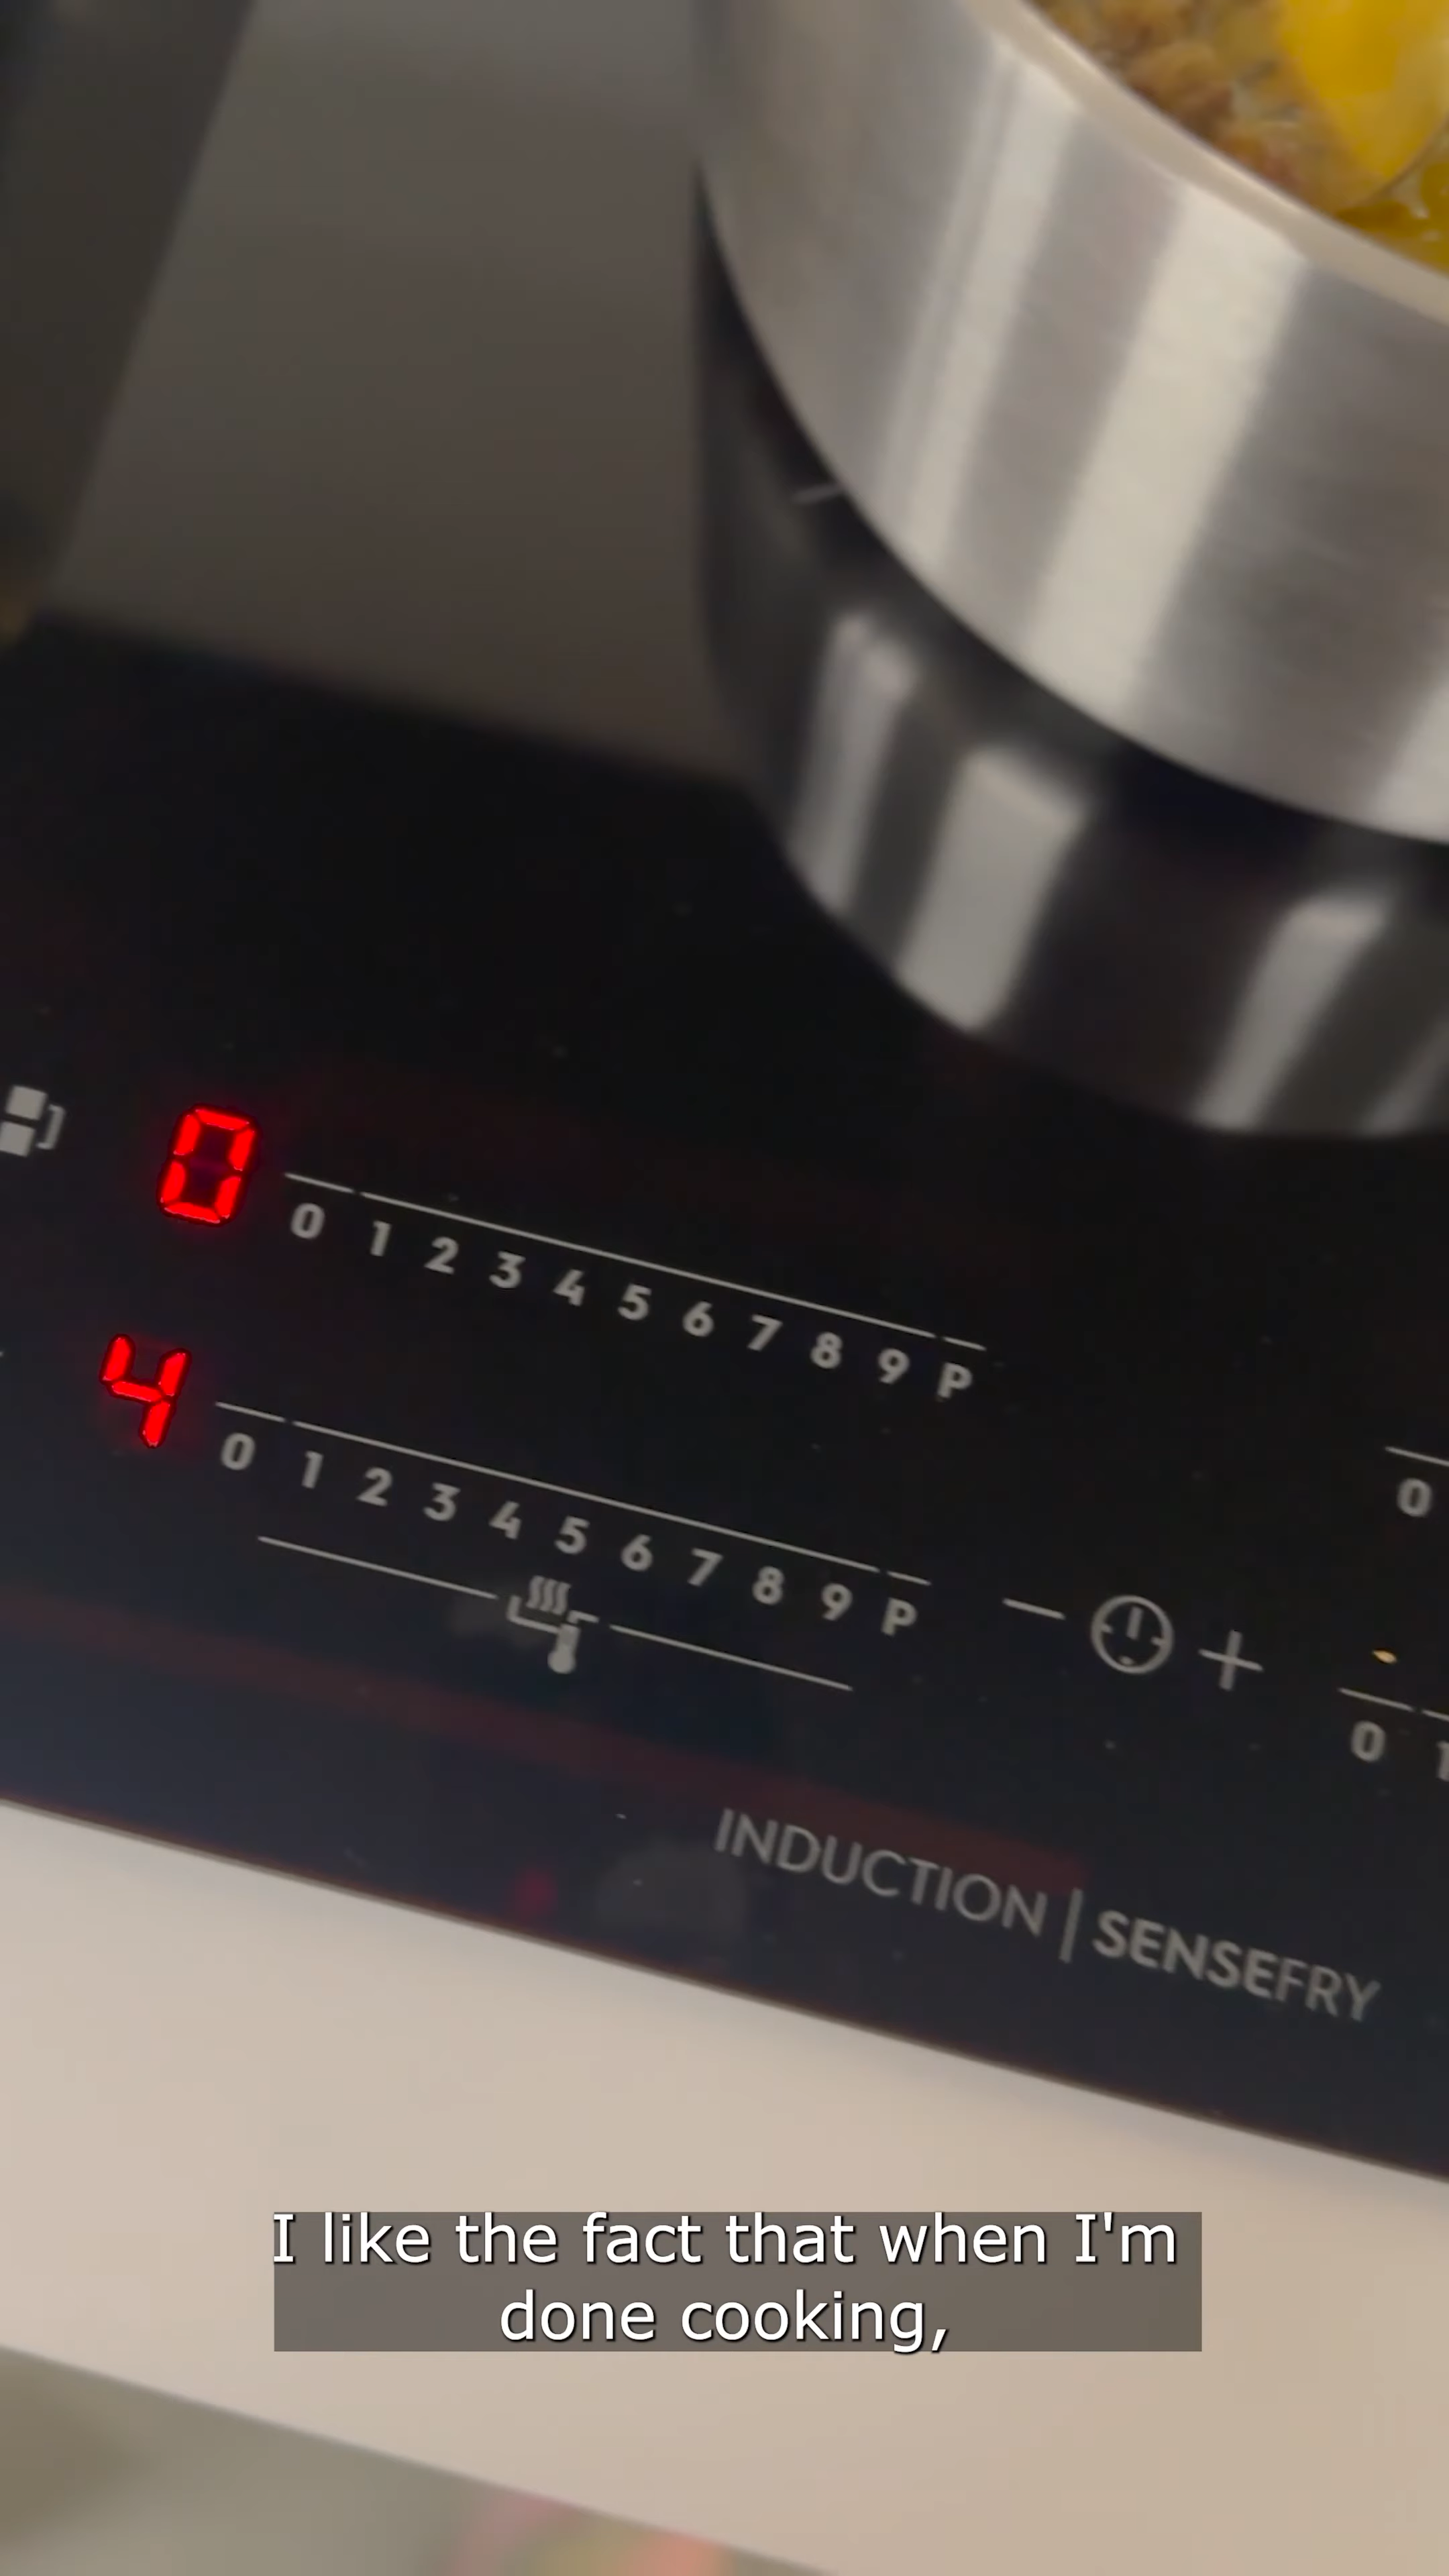 0
0 1 2 3 4 5 6 7 8 9 P
4
0 1 2 3 4 5 6 7 8 9 P
0
0 1
INDUCTION | SENSEFRY
I like the fact that when I'm
done cooking,